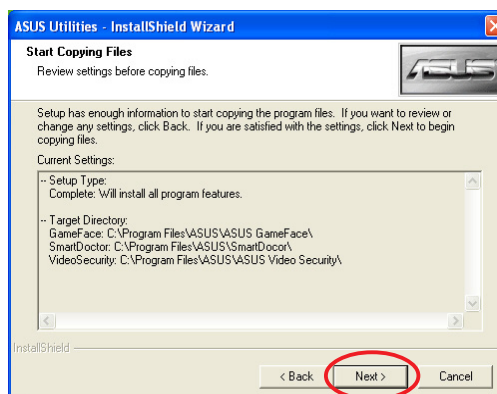 ASUS Utilities - InstallShield Wizard
Start Copying Files
Review settings before copying files.
ASUS
Setup has enough information to start copying the program files. If you want to review or
change any settings, click Back. If you are satisfied with the settings, click Next to begin
copying files.
Current Settings:
-- Setup Type:
Complete: Will install all program features.
-- Target Directory:
GameFace: C:\Program Files\ASUS\ASUS GameFace\
SmartDoctor: C:\Program Files\ASUS\SmartDocor\
VideoSecurity: C:\Program Files\ASUS\ASUS Video Security\
InstallShield
< Back
Next >
Cancel